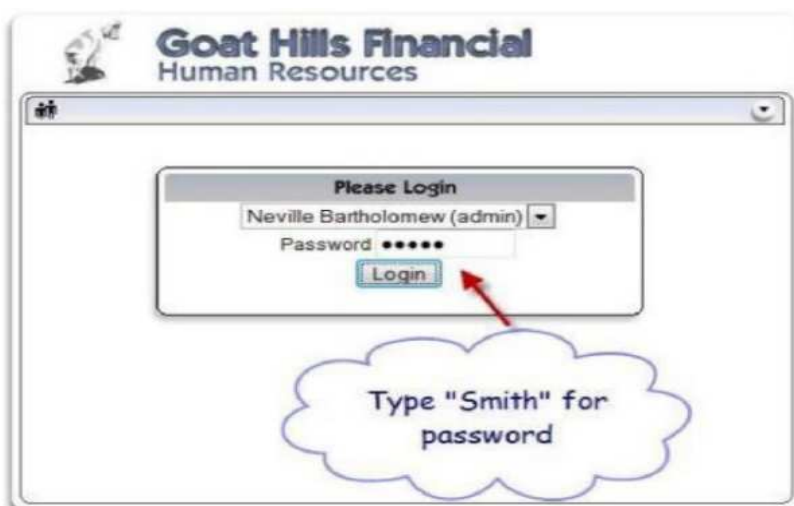 Goat Hills Financial
Human Resources
Please Login
Neville Bartholomew (admin)
Password •••••
Login
Type "Smith" for
password